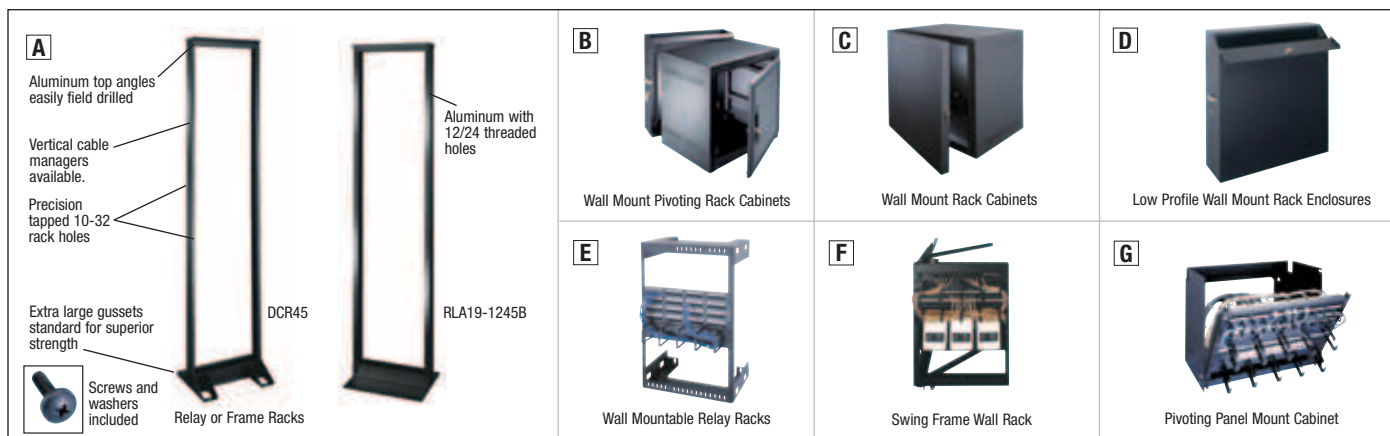 A
Aluminum top angles
easily field drilled
Vertical cable
managers
available.
Precision
tapped 10-32
rack holes
Extra large gussets
standard for superior
strength
Screws and
washers
included
DCR45
Relay or Frame Racks
Aluminum with
12/24 threaded
holes
RLA19-1245B
B
Wall Mount Pivoting Rack Cabinets
C
Wall Mount Rack Cabinets
D
Low Profile Wall Mount Rack Enclosures
E
Wall Mountable Relay Racks
F
Swing Frame Wall Rack
G
Pivoting Panel Mount Cabinet